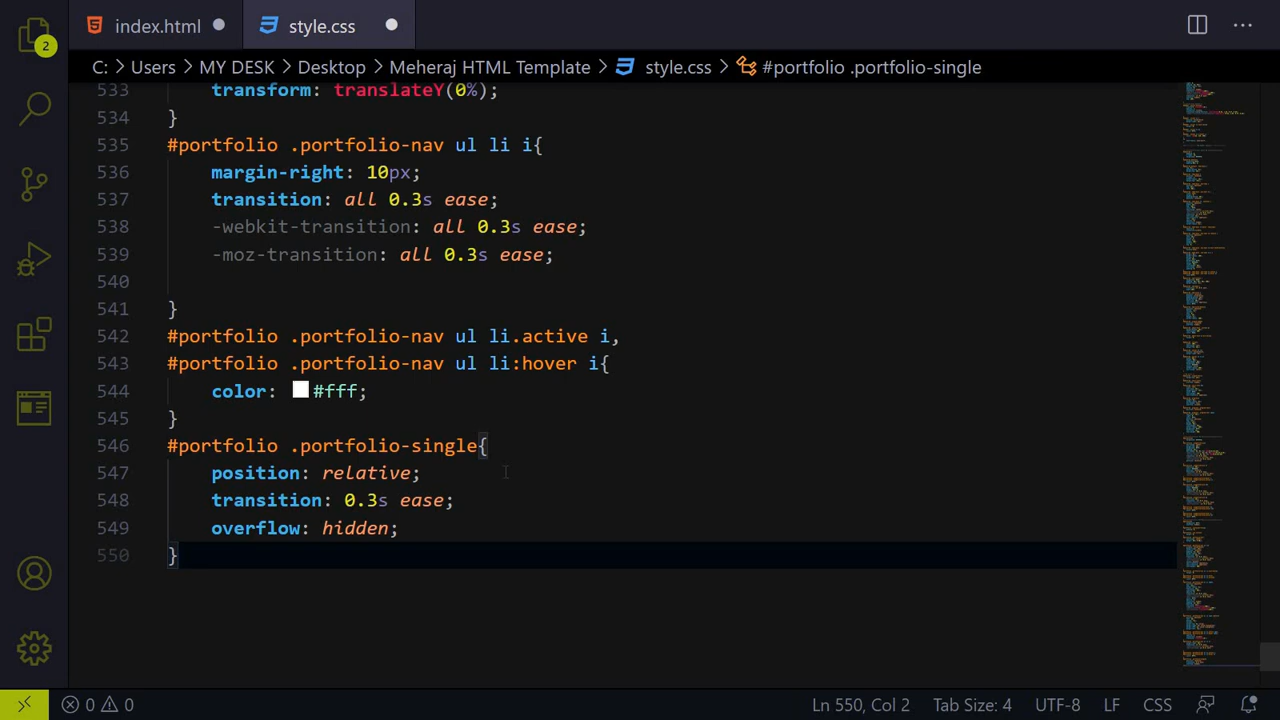 index.html
style.css
2
C: > Users > MY DESK > Desktop > Meheraj HTML Template > style.css > #portfolio .portfolio-single
533 transform: translateY(0%);
534 }
535 #portfolio .portfolio-nav ul li i{
536 margin-right: 10px;
537 transition: all 0.3s ease;
538 -webkit-transition: all 0.3s ease;
539 -moz-transition: all 0.3s ease;
540
541 }
542 #portfolio .portfolio-nav ul li.active i,
543 #portfolio .portfolio-nav ul li:hover i{
544 color: #fff;
545 }
546 #portfolio .portfolio-single{
547 position: relative;
548 transition: 0.3s ease;
549 overflow: hidden;
550 }
0 0 Ln 550, Col 2 Tab Size: 4 UTF-8 LF CSS